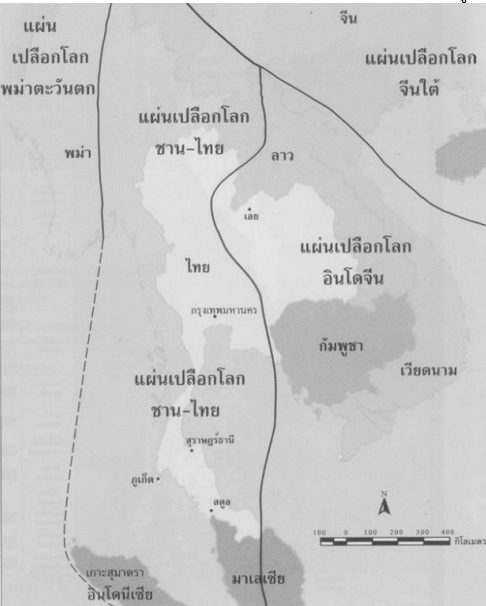 แผ่น
เปลือกโลก
พม่าตะวันตก
จีน
แผ่นเปลือกโลก
จีนใต้
แผ่นเปลือกโลก
ชาน-ไทย
พม่า
ลาว
เลย
แผ่นเปลือกโลก
อินโดจีน
ไทย
กรุงเทพมหานคร
กัมพูชา
เวียดนาม
แผ่นเปลือกโลก
ชาน-ไทย
สุราษฎร์ธานี
ภูเก็ต
สตูล
N
100 0 100 200 300 400
กิโลเมตร
เกาะสุมาตรา
อินโดนีเซีย
มาเลเซีย